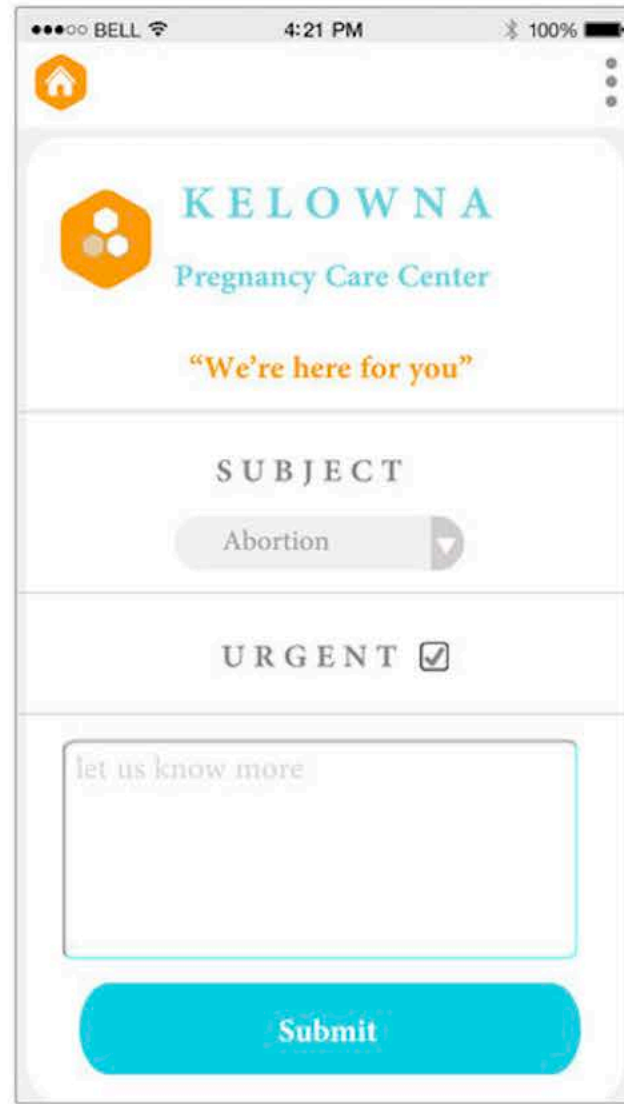 BELL 4:21 PM 100%
KELOWNA
Pregnancy Care Center
“We’re here for you”
SUBJECT
Abortion
URGENT
let us know more
Submit